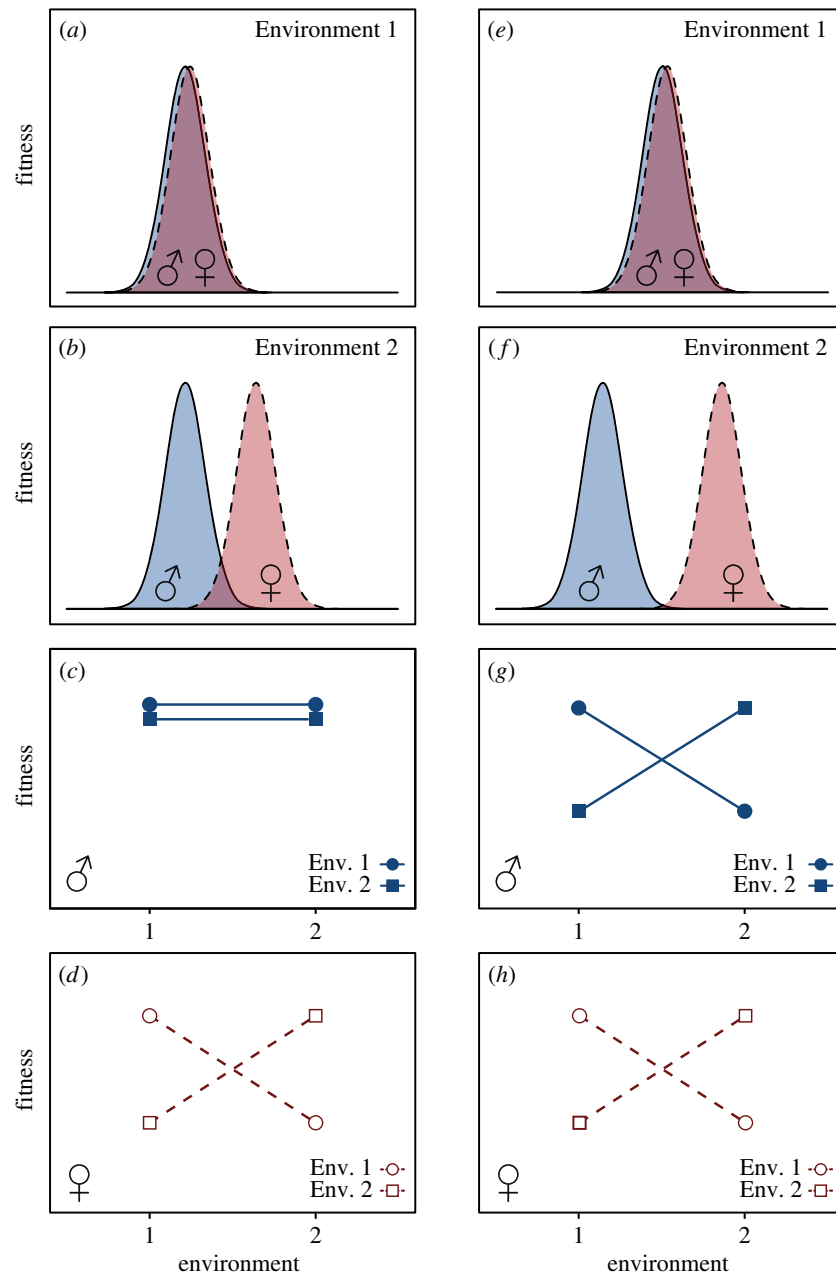 (a) Environment 1
fitness
♂ ♀
(e) Environment 1
♂ ♀
(b) Environment 2
fitness
♂ ♀
(f) Environment 2
♂ ♀
(c)
fitness
♂
Env. 1
Env. 2
1 2
(g)
♂
Env. 1
Env. 2
1 2
(d)
fitness
♀
Env. 1
Env. 2
1 2
environment
(h)
♀
Env. 1
Env. 2
1 2
environment